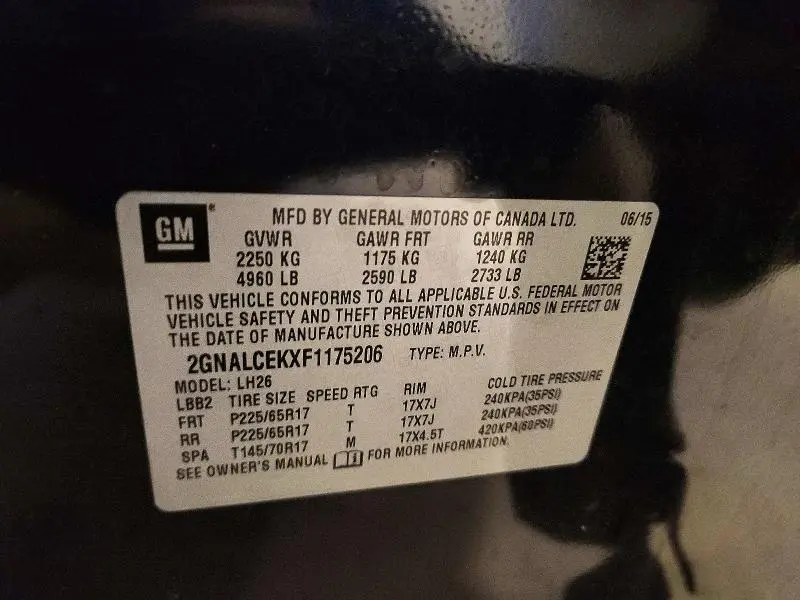 GM® MFD BY GENERAL MOTORS OF CANADA LTD. 06/15
GVWR GAWR FRT GAWR RR
2250 KG 1175 KG 1240 KG
4960 LB 2590 LB 2733 LB
THIS VEHICLE CONFORMS TO ALL APPLICABLE U.S. FEDERAL MOTOR
VEHICLE SAFETY AND THEFT PREVENTION STANDARDS IN EFFECT ON
THE DATE OF MANUFACTURE SHOWN ABOVE.
2GNALCEKXF1175206 TYPE: M.P.V.
MODEL: LH26
LBB2 TIRE SIZE SPEED RTG RIM COLD TIRE PRESSURE
FRT P225/65R17 T 17X7J 240KPA(35PSI)
RR P225/65R17 T 17X7J 240KPA(35PSI)
SPA T145/70R17 M 17X4.5T 420KPA(60PSI)
SEE OWNER'S MANUAL FOR MORE INFORMATION.